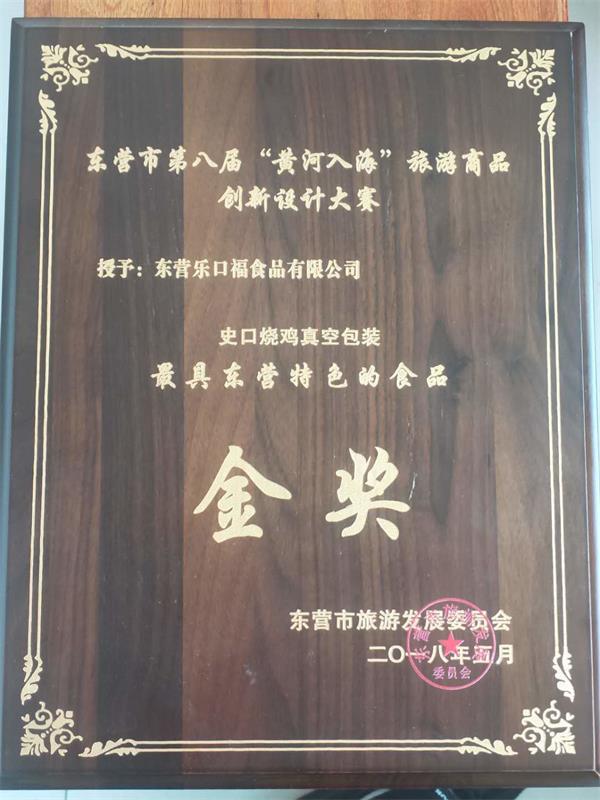 东营市第八届“黄河入海”旅游商品
创新设计大赛
授予：东营乐口福食品有限公司
史口烧鸡真空包装
最具东营特色的食品
金奖
东营市旅游发展委员会
二〇一八年五月
委员会